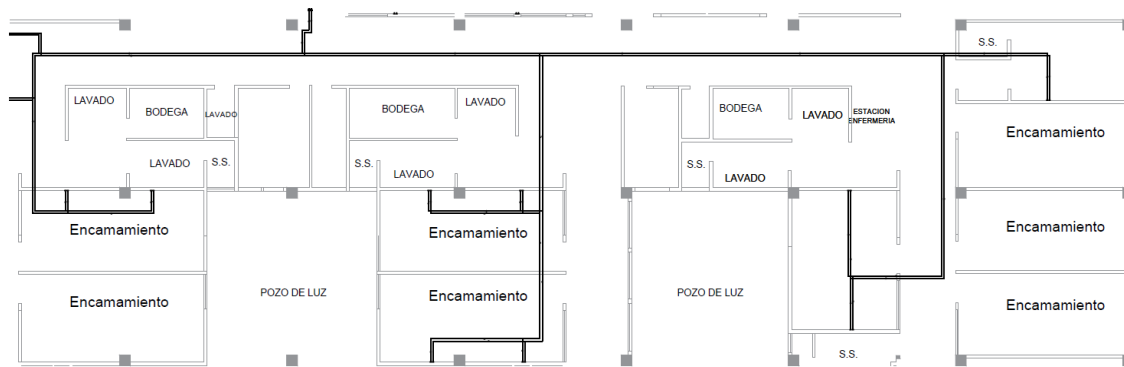 S.S.
LAVADO
BODEGA
LAVADO
BODEGA
LAVADO
BODEGA
LAVADO
ESTACION
ENFERMERIA
Encamamiento
LAVADO
S.S.
S.S.
LAVADO
S.S.
LAVADO
Encamamiento
Encamamiento
Encamamiento
POZO DE LUZ
POZO DE LUZ
Encamamiento
Encamamiento
Encamamiento
S.S.